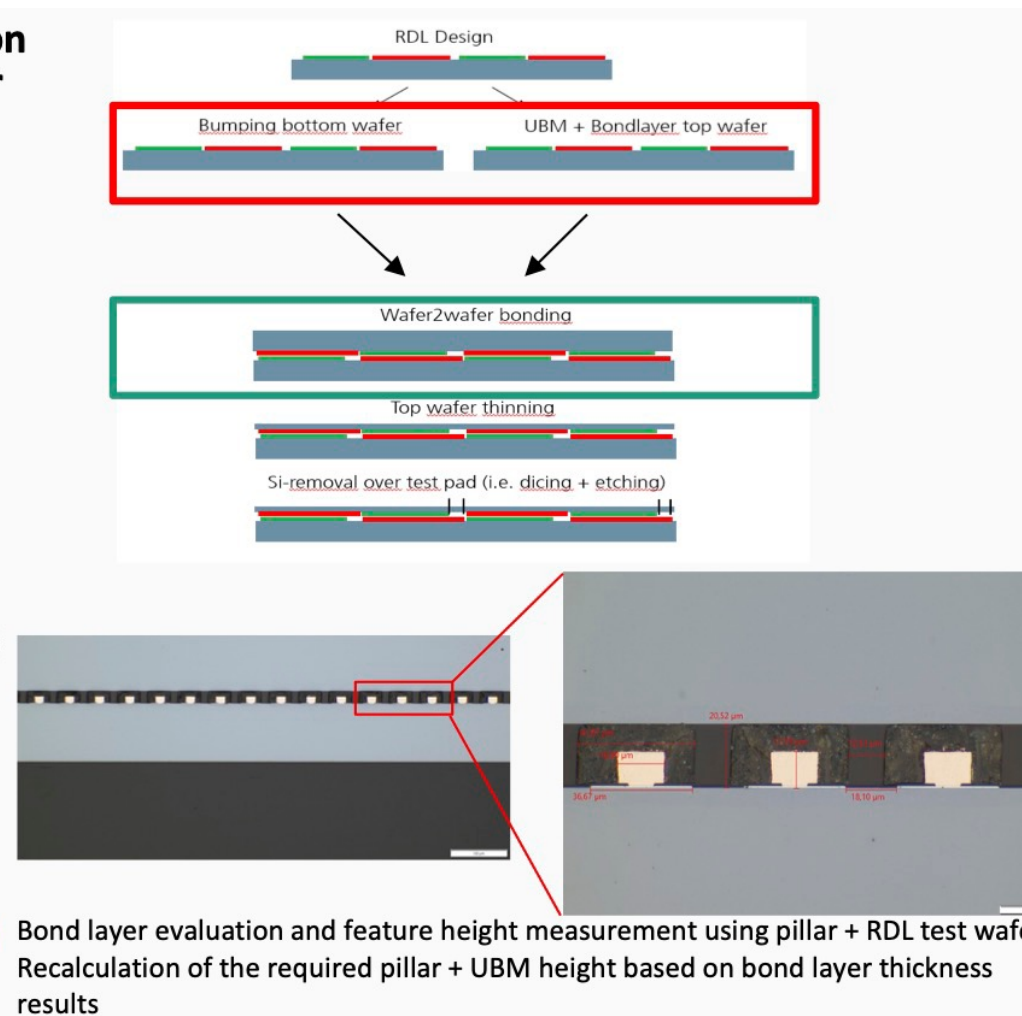 on
RDL Design
Bumping bottom wafer
UBM + Bondlayer top wafer
Wafer2wafer bonding
Top wafer thinning
Si-removal over test pad (i.e. dicing + etching)
20,52 µm
µm
36,67 µm
18,10 µm
Bond layer evaluation and feature height measurement using pillar + RDL test wafe
Recalculation of the required pillar + UBM height based on bond layer thickness
results